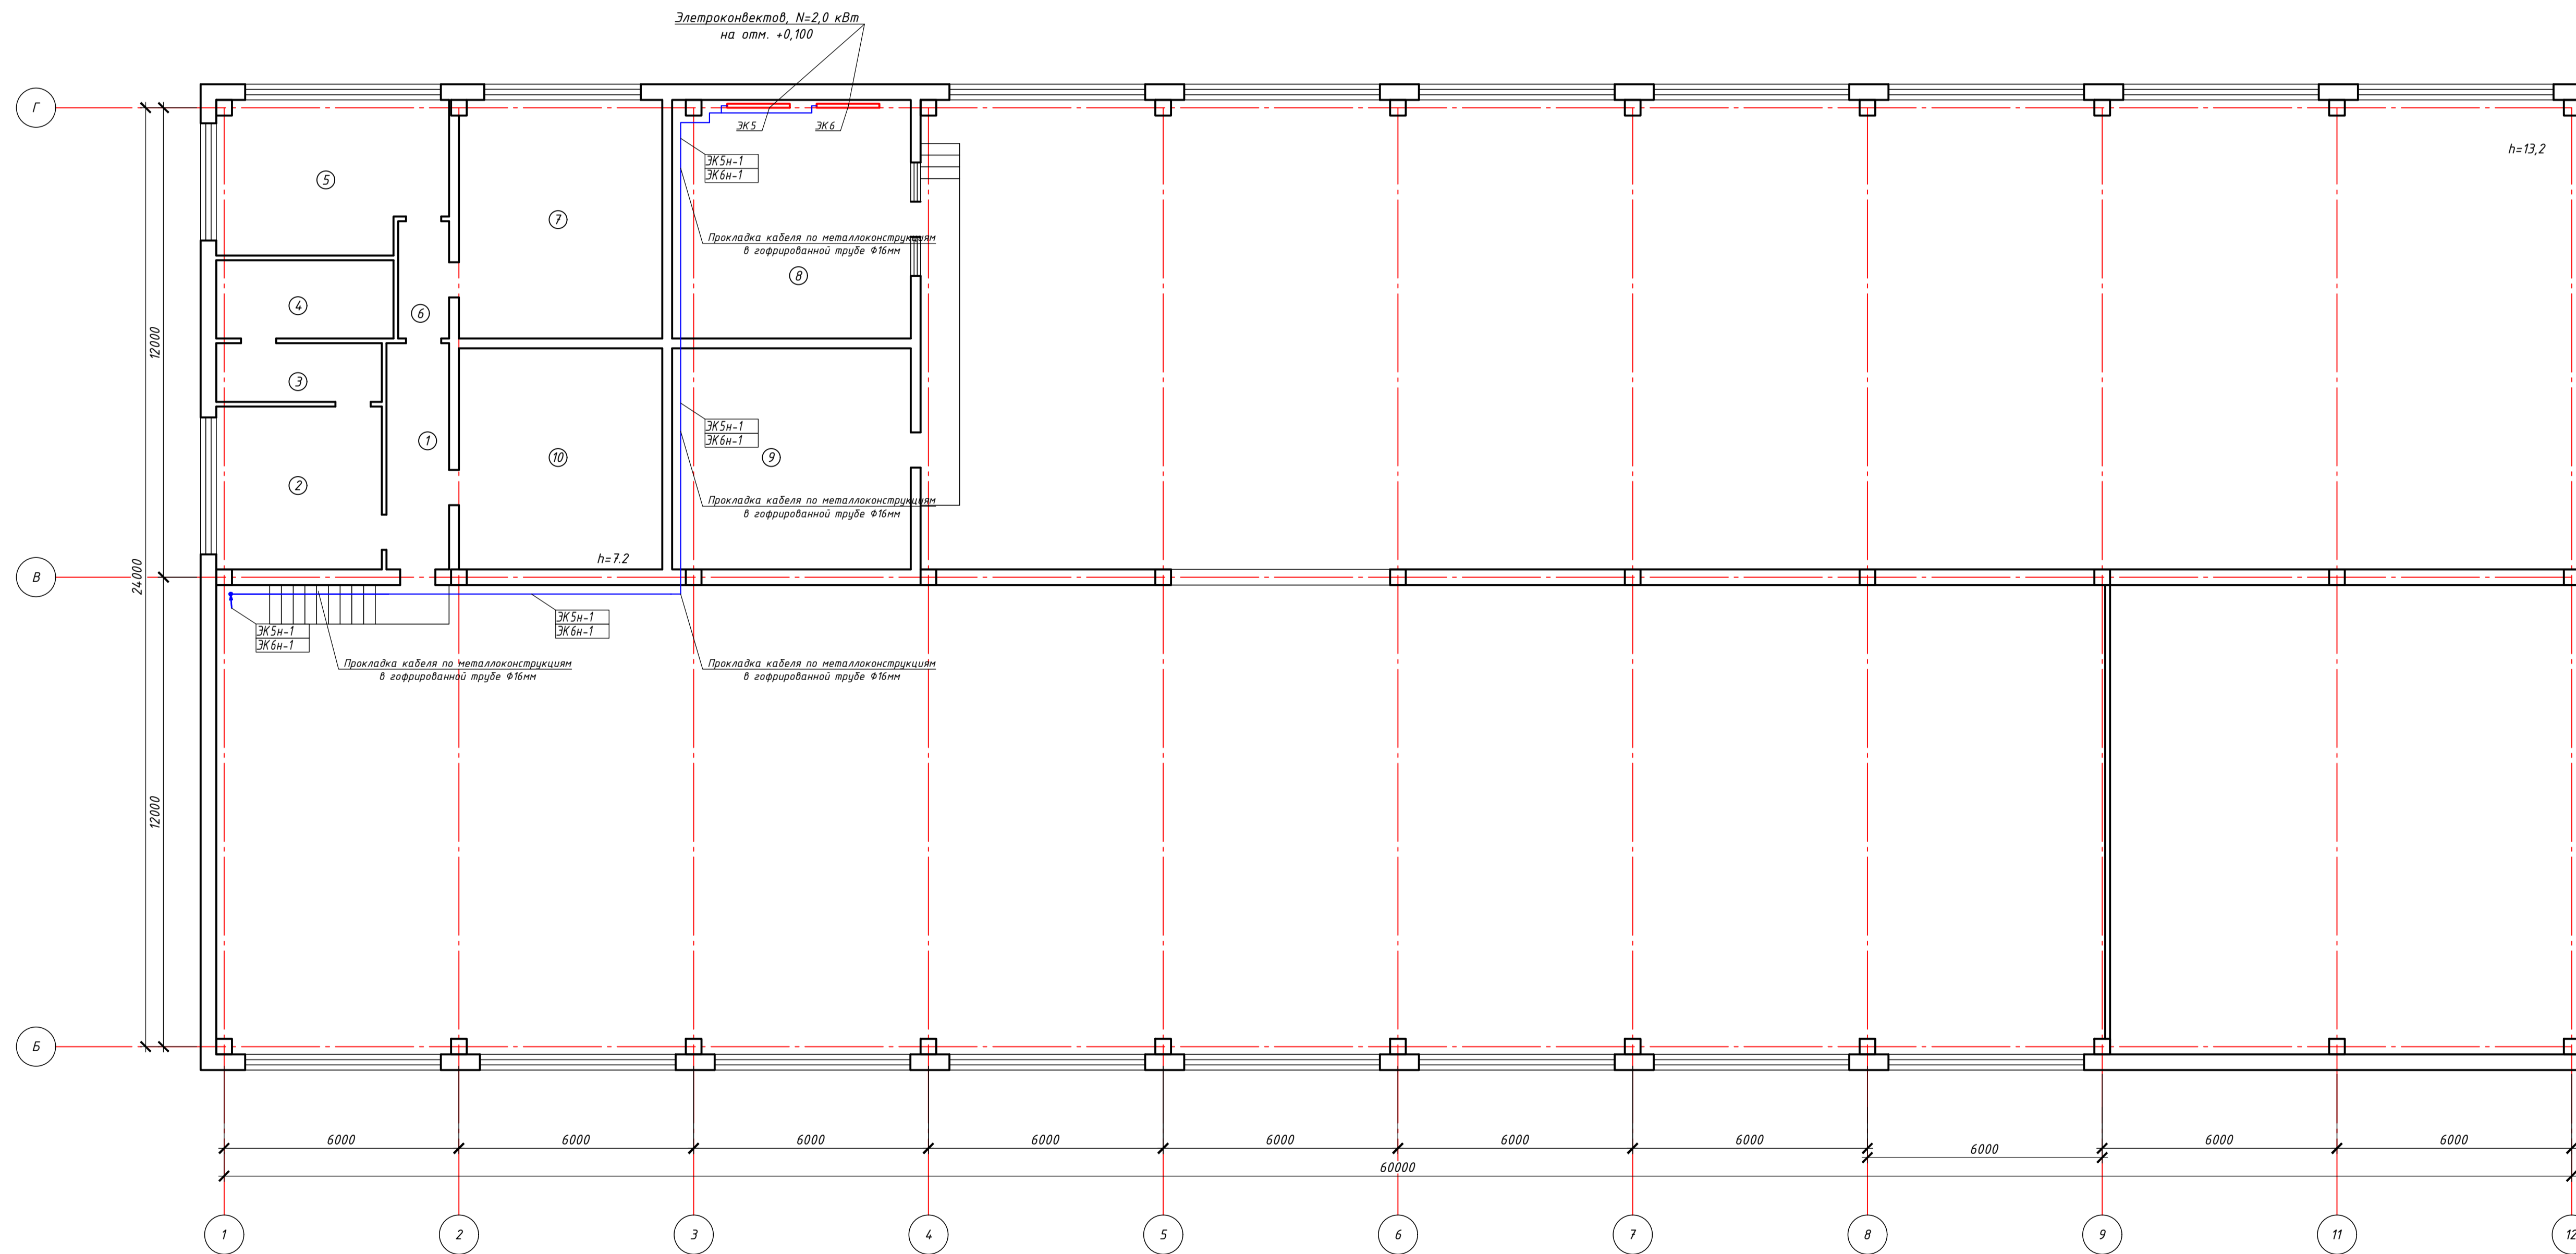 Элетроконвектов, N=2,0 кВт
на отм. +0,100
Г
ЭК5
ЭК6
h=13,2
ЭК5н-1
ЭК6н-1
5
7
Прокладка кабеля по металлоконструкциям
в гофрированной трубе Ф16мм
8
4
6
12000
3
ЭК5н-1
ЭК6н-1
1
10
9
2
Прокладка кабеля по металлоконструкциям
в гофрированной трубе Ф16мм
h=7.2
В
24000
ЭК5н-1
ЭК6н-1
ЭК5н-1
ЭК6н-1
Прокладка кабеля по металлоконструкциям
в гофрированной трубе Ф16мм
Прокладка кабеля по металлоконструкциям
в гофрированной трубе Ф16мм
12000
Б
6000
6000
6000
6000
6000
6000
6000
6000
6000
6000
60000
1
2
3
4
5
6
7
8
9
11
12